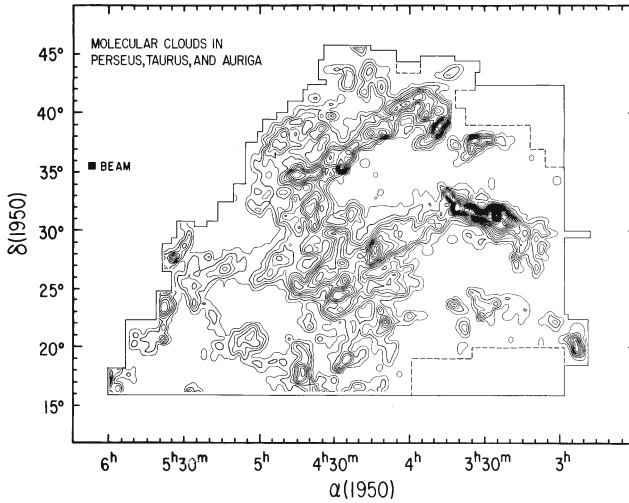 MOLECULAR CLOUDS IN
PERSEUS, TAURUS, AND AURIGA
BEAM
δ(1950)
45°
40°
35°
30°
25°
20°
15°
6ʰ 5ʰ30ᵐ 5ʰ 4ʰ30ᵐ 4ʰ 3ʰ30ᵐ 3ʰ
α(1950)